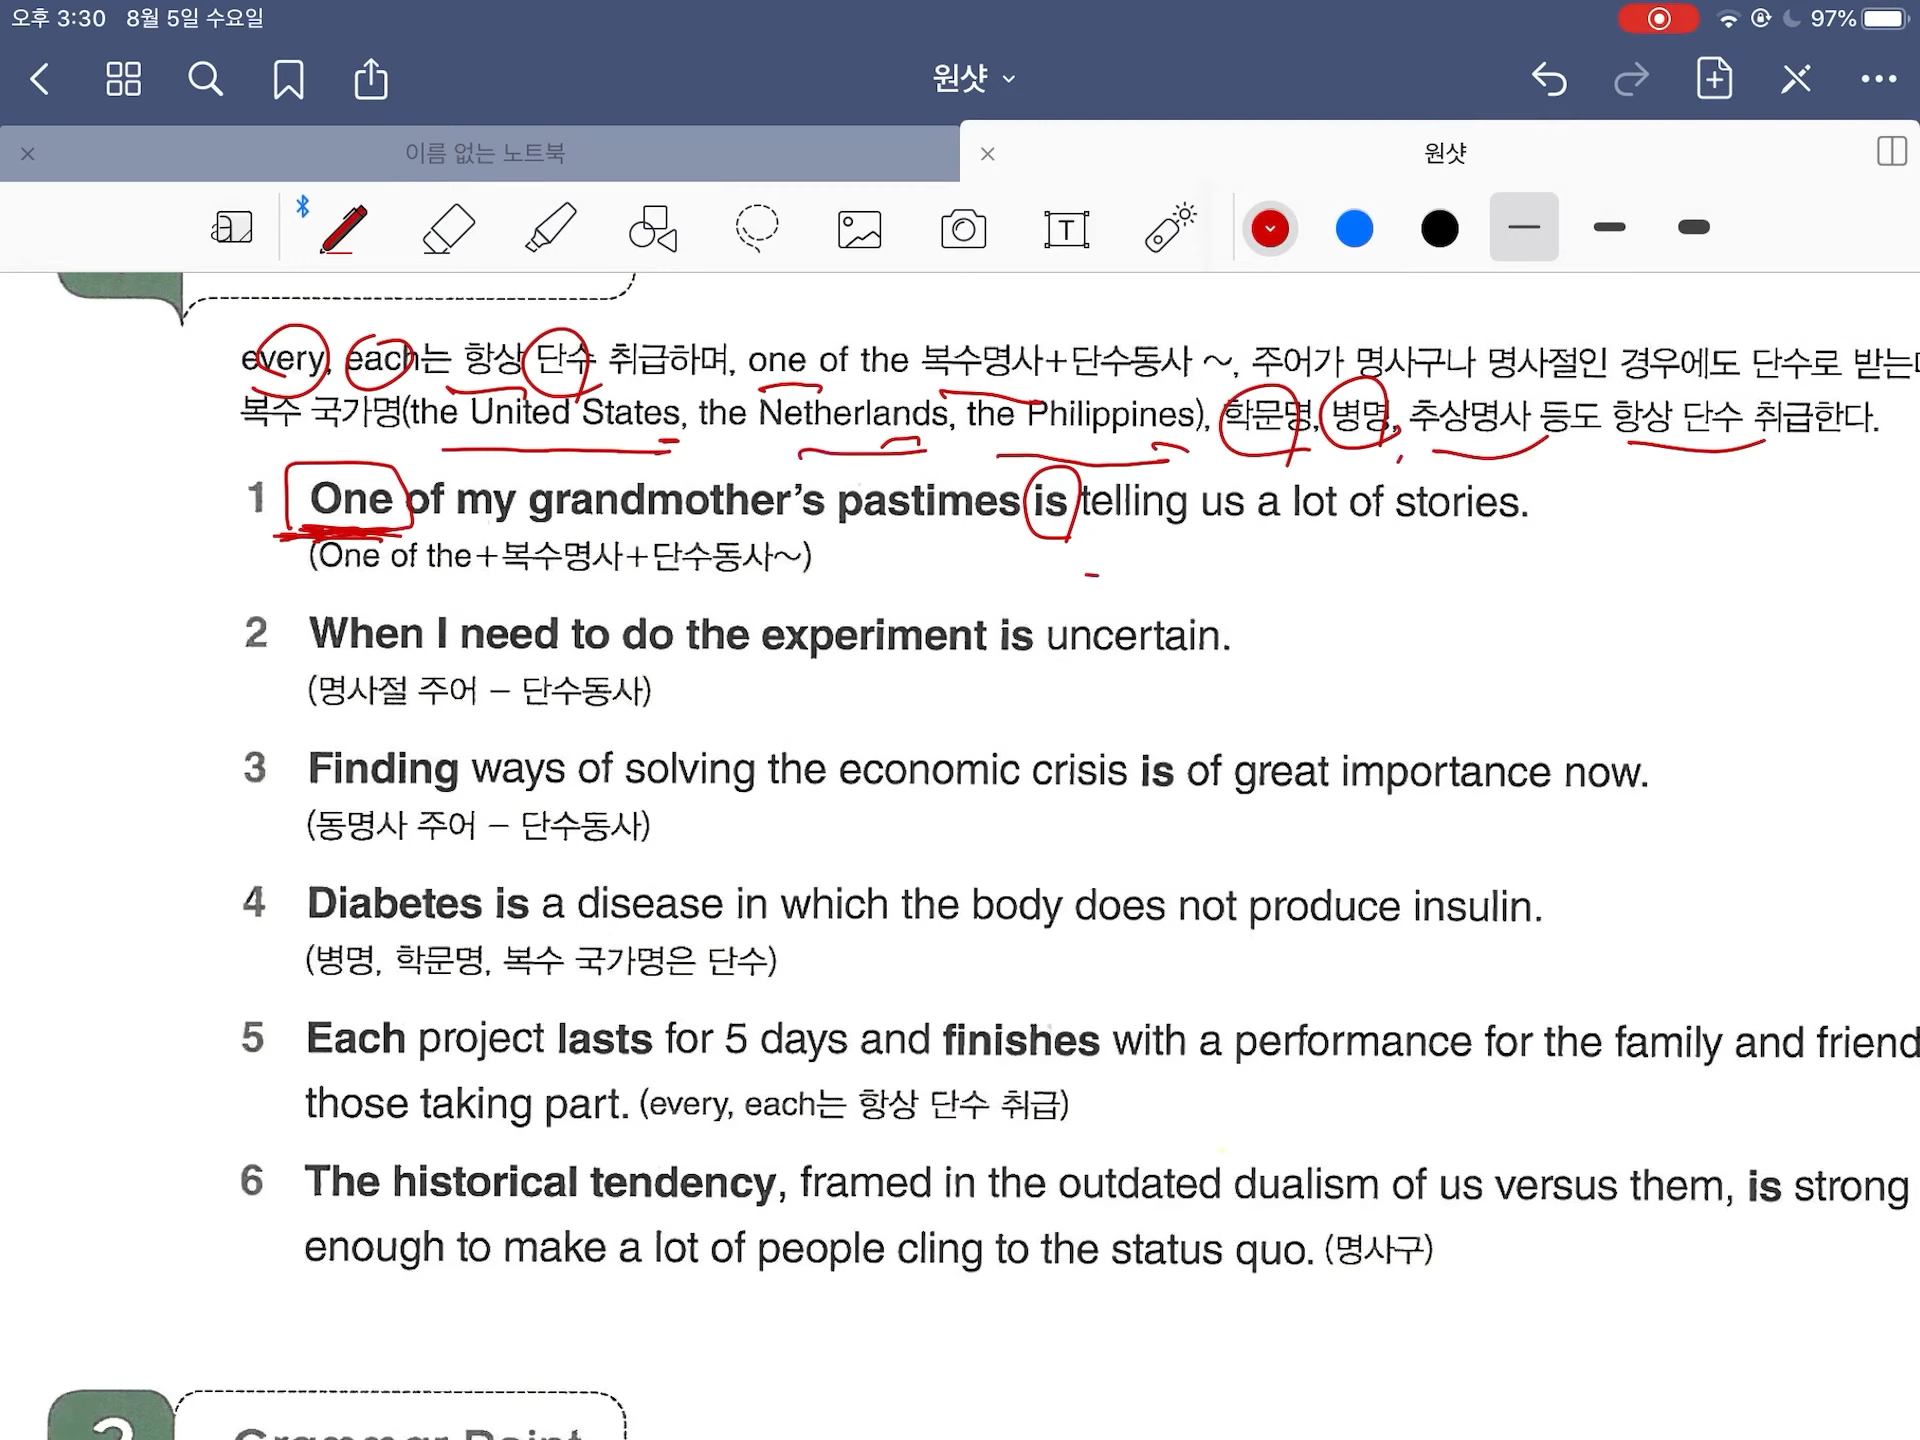 오후 3:30 8월 5일 수요일
97%
원샷
이름 없는 노트북
원샷
every, each는 항상 단수 취급하며, one of the 복수명사+단수동사 ~, 주어가 명사구나 명사절인 경우에도 단수로 받는다
복수 국가명(the United States, the Netherlands, the Philippines), 학문명, 병명, 추상명사 등도 항상 단수 취급한다.
1 One of my grandmother's pastimes is telling us a lot of stories.
(One of the+복수명사+단수동사~)
2 When I need to do the experiment is uncertain.
(명사절 주어 – 단수동사)
3 Finding ways of solving the economic crisis is of great importance now.
(동명사 주어 – 단수동사)
4 Diabetes is a disease in which the body does not produce insulin.
(병명, 학문명, 복수 국가명은 단수)
5 Each project lasts for 5 days and finishes with a performance for the family and friend
those taking part. (every, each는 항상 단수 취급)
6 The historical tendency, framed in the outdated dualism of us versus them, is strong
enough to make a lot of people cling to the status quo. (명사구)
2 Grammar Point